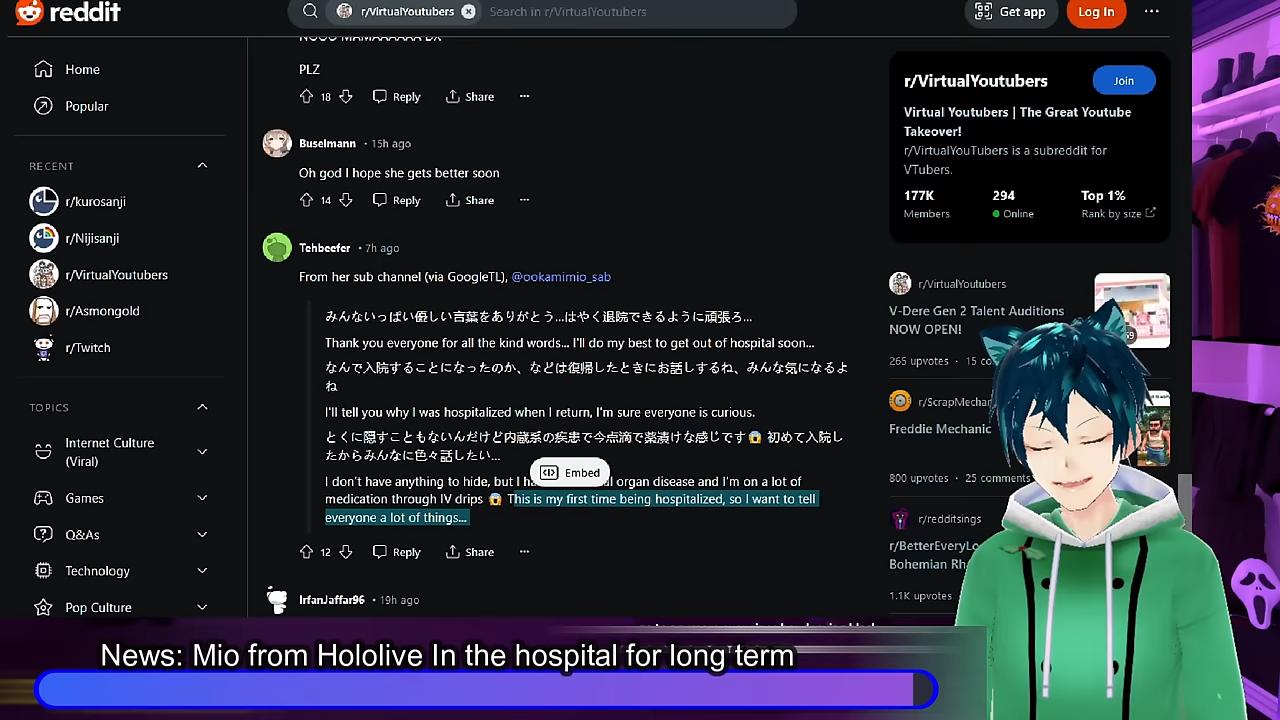 reddit
r/VirtualYoutubers
Search in r/VirtualYoutubers
Get app
Log In
Home
Popular
RECENT
r/kurosanji
r/Nijisanji
r/VirtualYoutubers
r/Asmongold
r/Twitch
TOPICS
Internet Culture
(Viral)
Games
Q&As
Technology
Pop Culture
PLZ
18
Reply
Share
Buselmann • 15h ago
Oh god I hope she gets better soon
14
Reply
Share
Tehbeefer • 7h ago
From her sub channel (via GoogleTL), @ookamimio_sab
みんないっぱい優しい言葉をありがとう...はやく退院できるように頑張ろ...
Thank you everyone for all the kind words... I'll do my best to get out of hospital soon...
なんで入院することになったのか、などは復帰したときにお話しするね、みんな気になるよ
ね
I'll tell you why I was hospitalized when I return, I'm sure everyone is curious.
とくに隠すこともないんだけど内蔵系の疾患で今点滴で薬漬けな感じです😱 初めて入院し
たからみんなに色々話したい...
Embed
I don't have anything to hide, but I organ disease and I'm on a lot of
medication through IV drips 😱 This is my first time being hospitalized, so I want to tell
everyone a lot of things...
12
Reply
Share
IrfanJaffar96 • 19h ago
r/VirtualYoutubers
Join
Virtual Youtubers | The Great Youtube
Takeover!
r/VirtualYouTubers is a subreddit for
VTubers.
177K
294
Top 1%
Members
Online
Rank by size
r/VirtualYoutubers
V-Dere Gen 2 Talent Auditions
NOW OPEN!
265 upvotes • 15
r/ScrapMechan
Freddie Mechanic
800 upvotes • 25 comments
r/redditsings
r/BetterEveryLo
Bohemian Rh
1.1K upvotes
News: Mio from Hololive In the hospital for long term